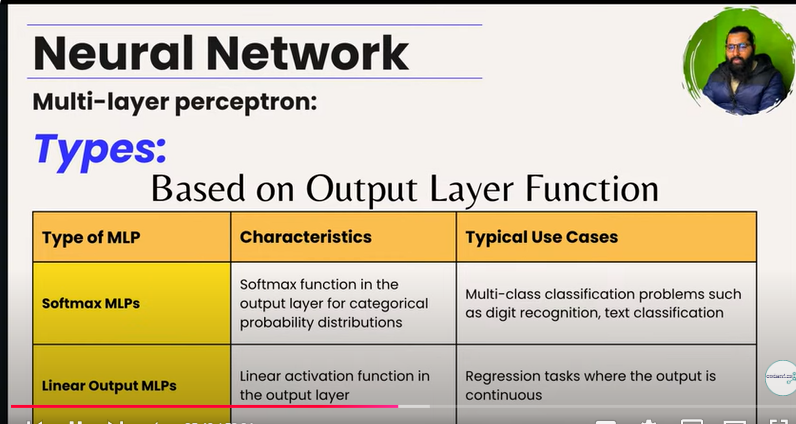 Neural Network
Multi-layer perceptron:
Types:
Based on Output Layer Function
Type of MLP
Characteristics
Typical Use Cases
Softmax MLPs
Softmax function in the
output layer for categorical
probability distributions
Multi-class classification problems such
as digit recognition, text classification
Linear Output MLPs
Linear activation function in
the output layer
Regression tasks where the output is
continuous